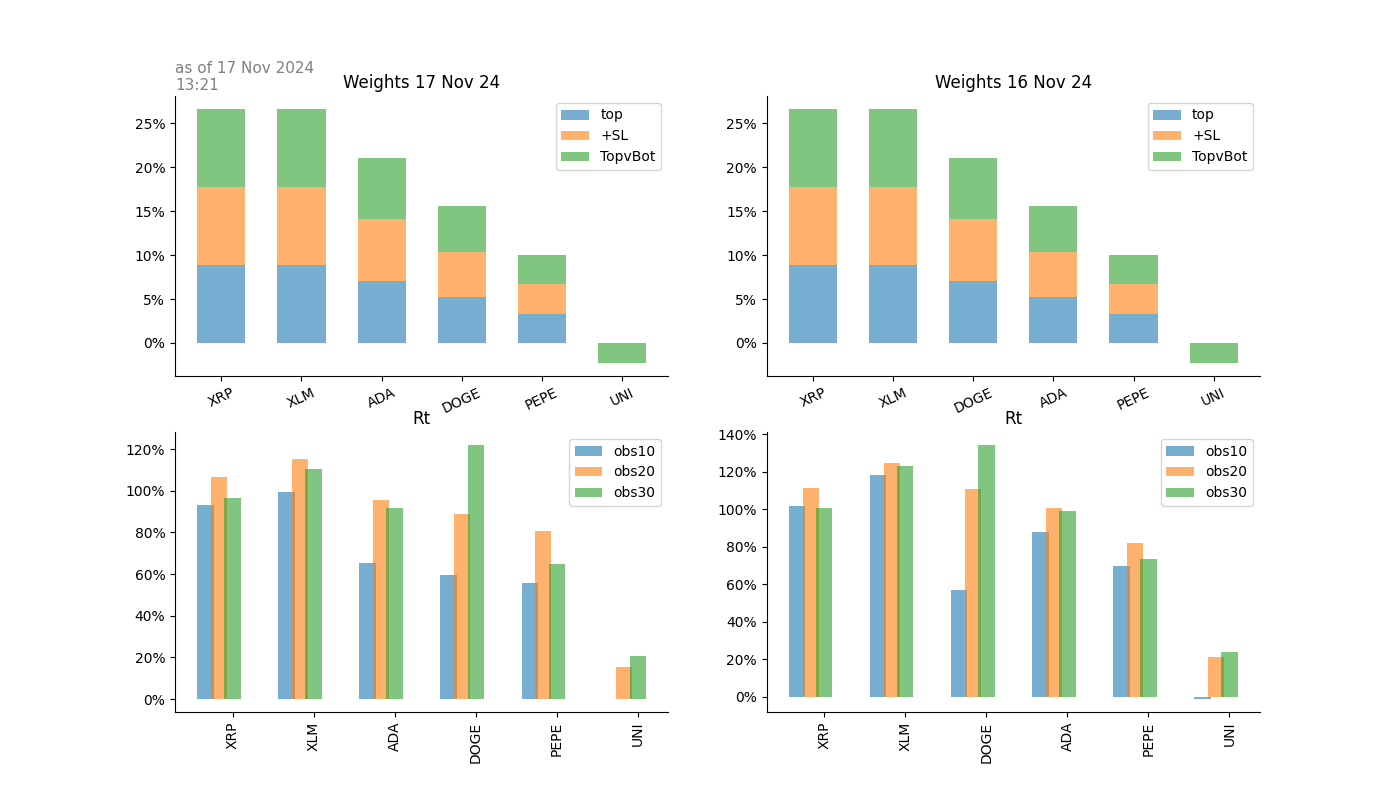 as of 17 Nov 2024
13:21
Weights 17 Nov 24
25%
20%
15%
10%
5%
0%
top
+SL
TopvBot
XRP
XLM
ADA
DOGE
PEPE
UNI
Weights 16 Nov 24
25%
20%
15%
10%
5%
0%
top
+SL
TopvBot
XRP
XLM
DOGE
ADA
PEPE
UNI
Rt
120%
100%
80%
60%
40%
20%
0%
obs10
obs20
obs30
XRP
XLM
ADA
DOGE
PEPE
UNI
Rt
140%
120%
100%
80%
60%
40%
20%
0%
obs10
obs20
obs30
XRP
XLM
DOGE
ADA
PEPE
UNI